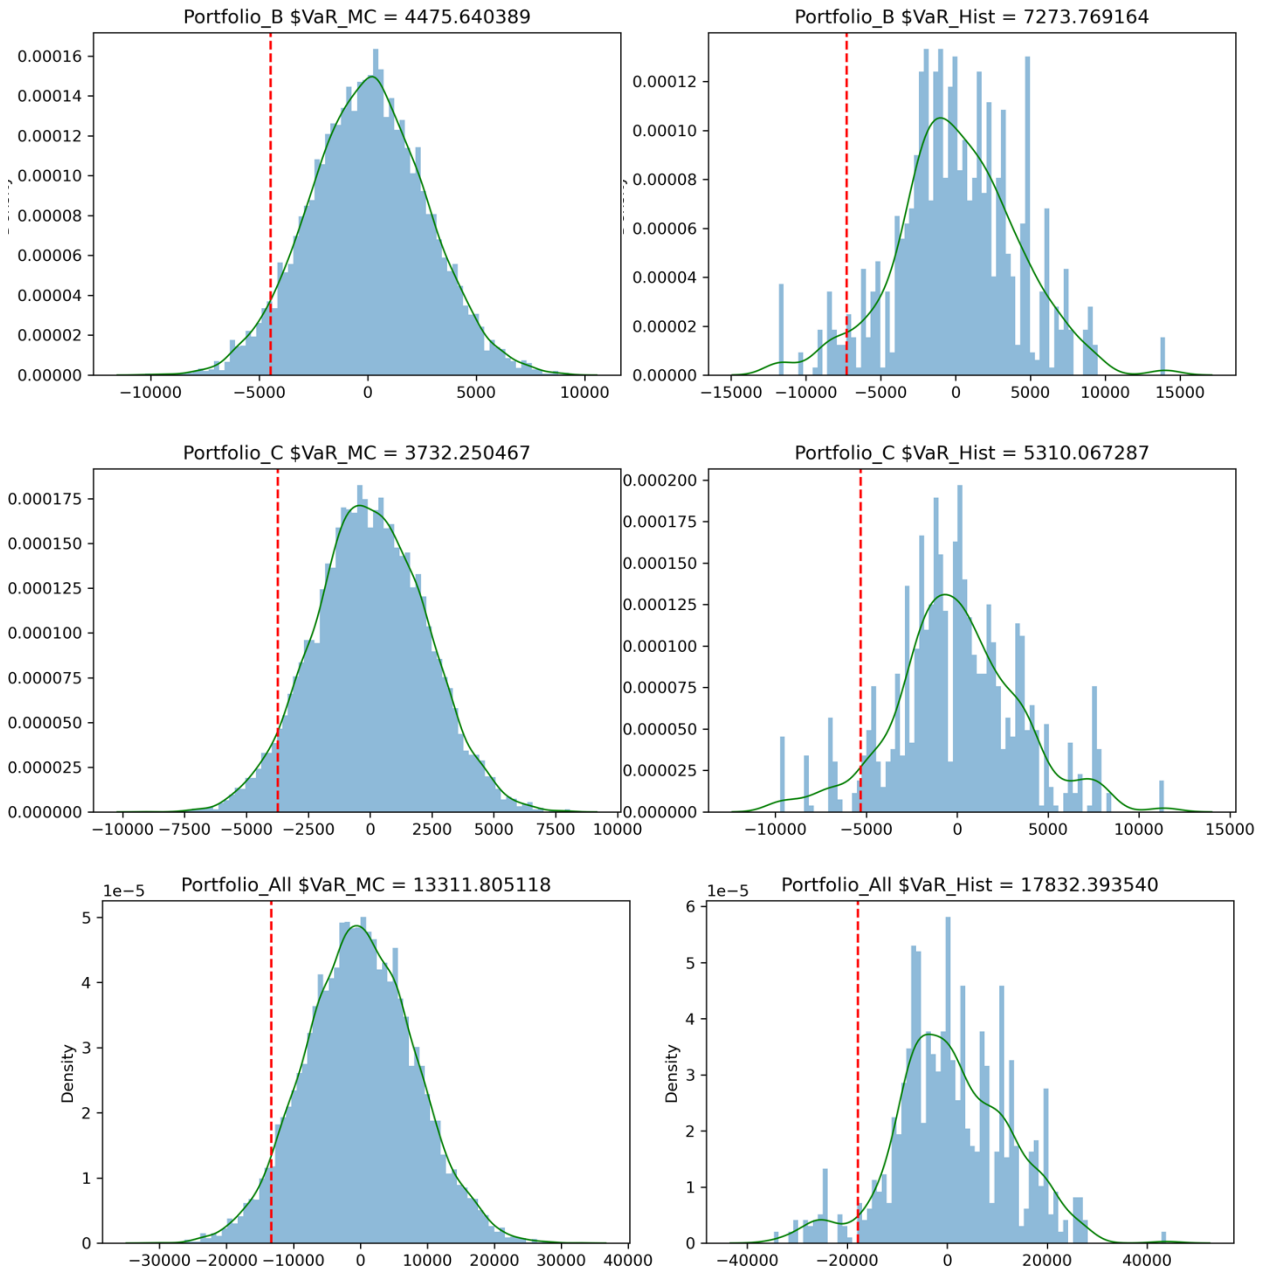 Portfolio_B $VaR_MC = 4475.640389
0.00016
0.00014
0.00012
0.00010
0.00008
0.00006
0.00004
0.00002
0.00000
−10000 −5000 0 5000 10000
Portfolio_B $VaR_Hist = 7273.769164
0.00012
0.00010
0.00008
0.00006
0.00004
0.00002
0.00000
−15000 −10000 −5000 0 5000 10000 15000
Portfolio_C $VaR_MC = 3732.250467
0.000175
0.000150
0.000125
0.000100
0.000075
0.000050
0.000025
0.000000
−10000 −7500 −5000 −2500 0 2500 5000 7500 10000
Portfolio_C $VaR_Hist = 5310.067287
0.000200
0.000175
0.000150
0.000125
0.000100
0.000075
0.000050
0.000025
0.000000
−10000 −5000 0 5000 10000 15000
Portfolio_All $VaR_MC = 13311.805118
1e−5
5
4
3
2
1
0
Density
−30000 −20000 −10000 0 10000 20000 30000 40000
Portfolio_All $VaR_Hist = 17832.393540
1e−5
6
5
4
3
2
1
0
Density
−40000 −20000 0 20000 40000